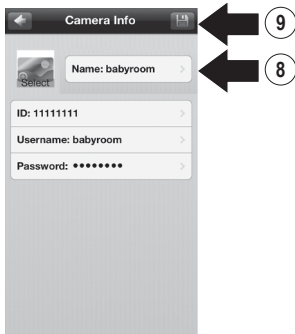 Camera Info
9
Select
Name: babyroom
8
ID: 11111111
Username: babyroom
Password: ••••••••